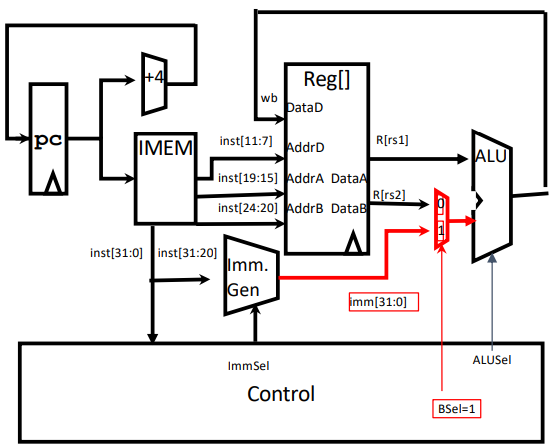 +4
wb
Reg[]
DataD
pc
IMEM
inst[11:7]
AddrD
R[rs1]
ALU
inst[19:15]
AddrA DataA
inst[24:20]
AddrB DataB
R[rs2]
0
1
inst[31:0]
inst[31:20]
Imm.
Gen
imm[31:0]
ImmSel
ALUSel
Control
BSel=1